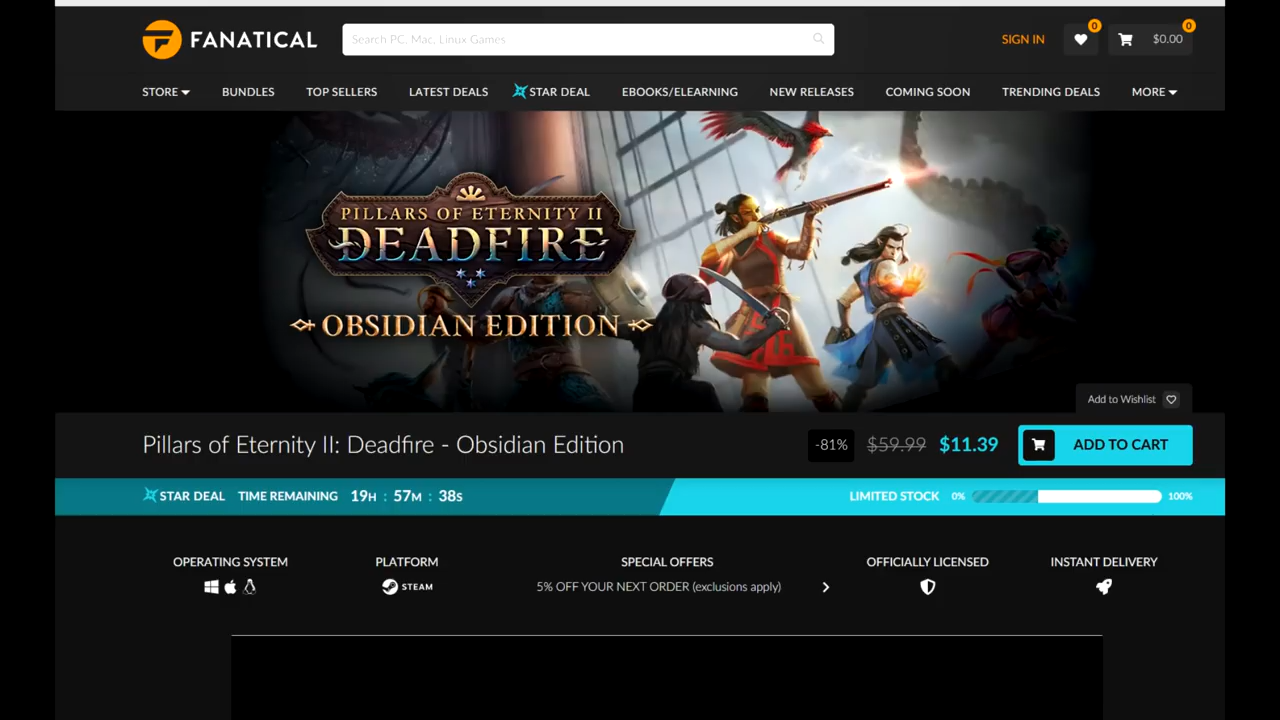 FANATICAL
Search PC, Mac, Linux Games
SIGN IN
0
0
$0.00
STORE
BUNDLES
TOP SELLERS
LATEST DEALS
STAR DEAL
EBOOKS/ELEARNING
NEW RELEASES
COMING SOON
TRENDING DEALS
MORE
PILLARS OF ETERNITY II
DEADFIRE
OBSIDIAN EDITION
Add to Wishlist
Pillars of Eternity II: Deadfire - Obsidian Edition
-81%
$59.99
$11.39
ADD TO CART
STAR DEAL TIME REMAINING 19H : 57M : 38S
LIMITED STOCK 0% 100%
OPERATING SYSTEM
PLATFORM
STEAM
SPECIAL OFFERS
5% OFF YOUR NEXT ORDER (exclusions apply)
OFFICIALLY LICENSED
INSTANT DELIVERY